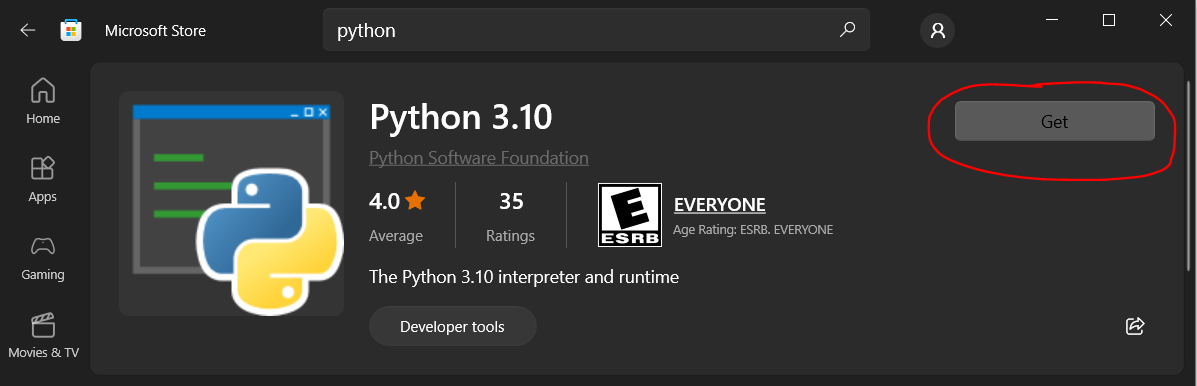 Microsoft Store
python
Home
Apps
Gaming
Movies & TV
Python 3.10
Get
Python Software Foundation
4.0
Average
35
Ratings
E
ESRB
EVERYONE
Age Rating: ESRB. EVERYONE
The Python 3.10 interpreter and runtime
Developer tools